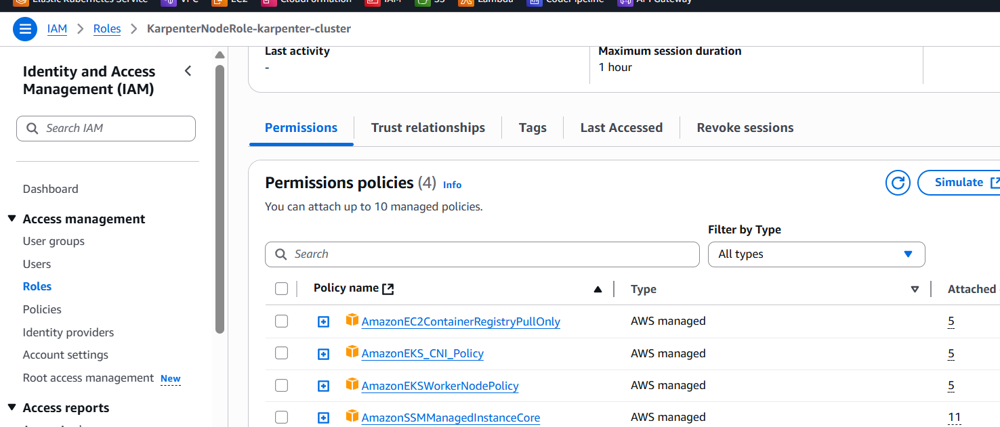 Elastic Kubernetes Service VPC EC2 CloudFormation IAM S3 Lambda CodePipeline API Gateway
IAM Roles KarpenterNodeRole-karpenter-cluster
Identity and Access
Management (IAM)
Search IAM
Dashboard
Access management
User groups
Users
Roles
Policies
Identity providers
Account settings
Root access management New
Access reports
Last activity
-
Maximum session duration
1 hour
Permissions Trust relationships Tags Last Accessed Revoke sessions
Permissions policies (4) Info
You can attach up to 10 managed policies.
Simulate
Filter by Type
Search
All types
Policy name Type Attached
AmazonEC2ContainerRegistryPullOnly AWS managed 5
AmazonEKS_CNI_Policy AWS managed 5
AmazonEKSWorkerNodePolicy AWS managed 5
AmazonSSMManagedInstanceCore AWS managed 11